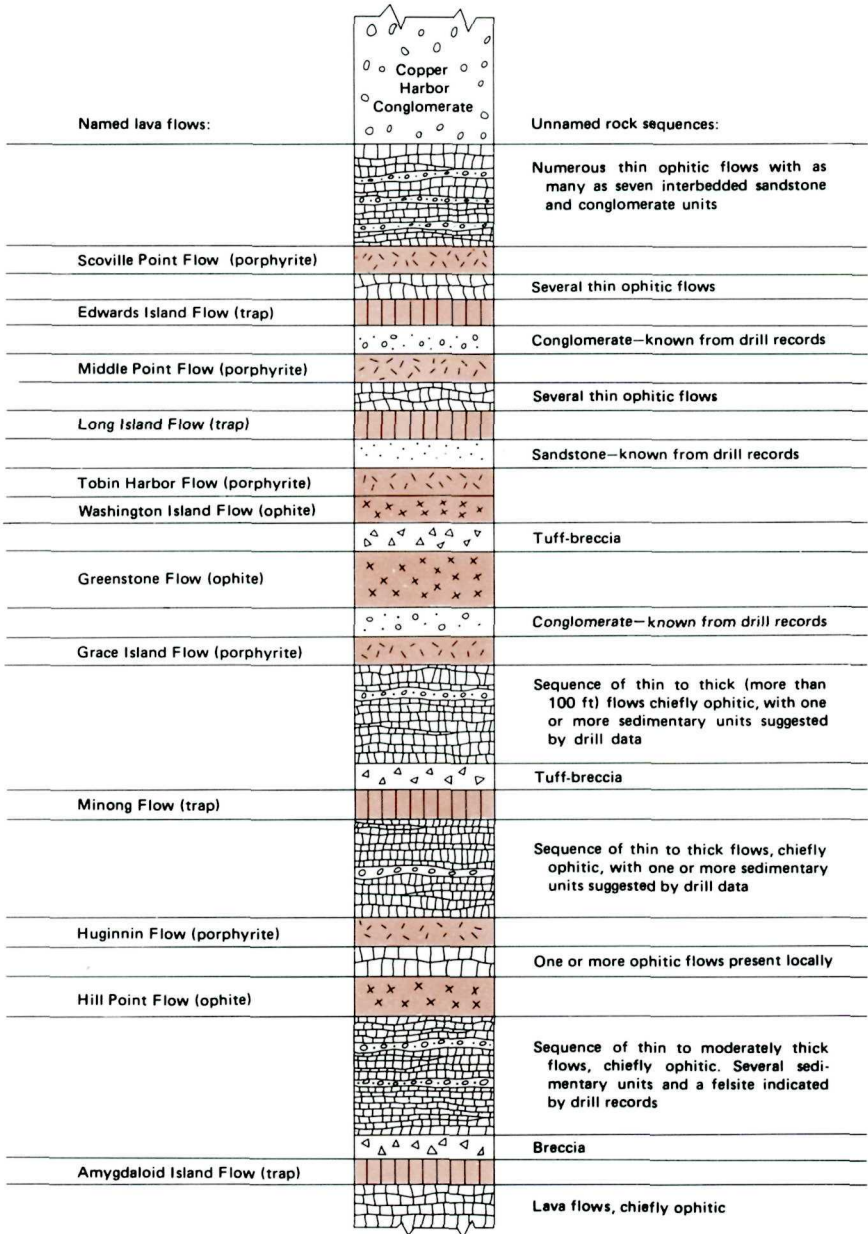 Copper
Harbor
Conglomerate
Named lava flows:
Unnamed rock sequences:
Numerous thin ophitic flows with as
many as seven interbedded sandstone
and conglomerate units
Scoville Point Flow (porphyrite)
Several thin ophitic flows
Edwards Island Flow (trap)
Conglomerate—known from drill records
Middle Point Flow (porphyrite)
Several thin ophitic flows
Long Island Flow (trap)
Sandstone—known from drill records
Tobin Harbor Flow (porphyrite)
Washington Island Flow (ophite)
Tuff-breccia
Greenstone Flow (ophite)
Conglomerate—known from drill records
Grace Island Flow (porphyrite)
Sequence of thin to thick (more than
100 ft) flows chiefly ophitic, with one
or more sedimentary units suggested
by drill data
Tuff-breccia
Minong Flow (trap)
Sequence of thin to thick flows, chiefly
ophitic, with one or more sedimentary
units suggested by drill data
Huginnin Flow (porphyrite)
One or more ophitic flows present locally
Hill Point Flow (ophite)
Sequence of thin to moderately thick
flows, chiefly ophitic. Several sedi-
mentary units and a felsite indicated
by drill records
Breccia
Amygdaloid Island Flow (trap)
Lava flows, chiefly ophitic